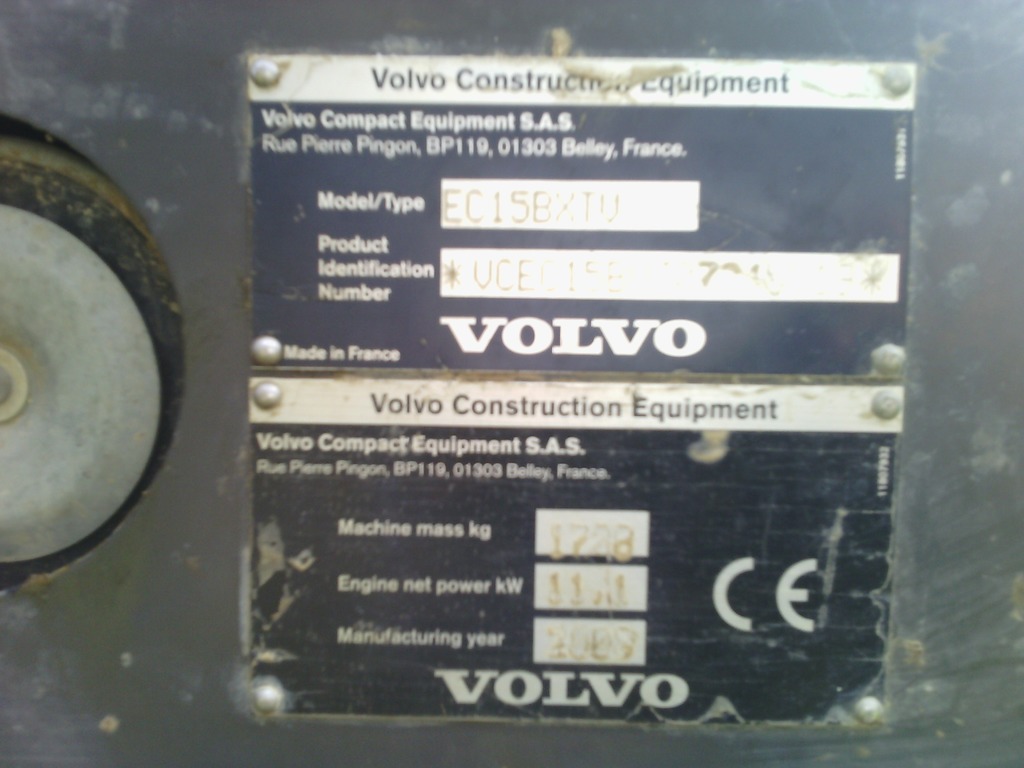 Volvo Construction Equipment
Volvo Compact Equipment S.A.S.
Rue Pierre Pingon, BP119, 01303 Belley, France.
Model/Type EC15BXTV
Product
Identification
Number
VOLVO
Made in France
Volvo Construction Equipment
Volvo Compact Equipment S.A.S.
Rue Pierre Pingon, BP119, 01303 Belley, France.
Machine mass kg
Engine net power kW
Manufacturing year
CE
VOLVO